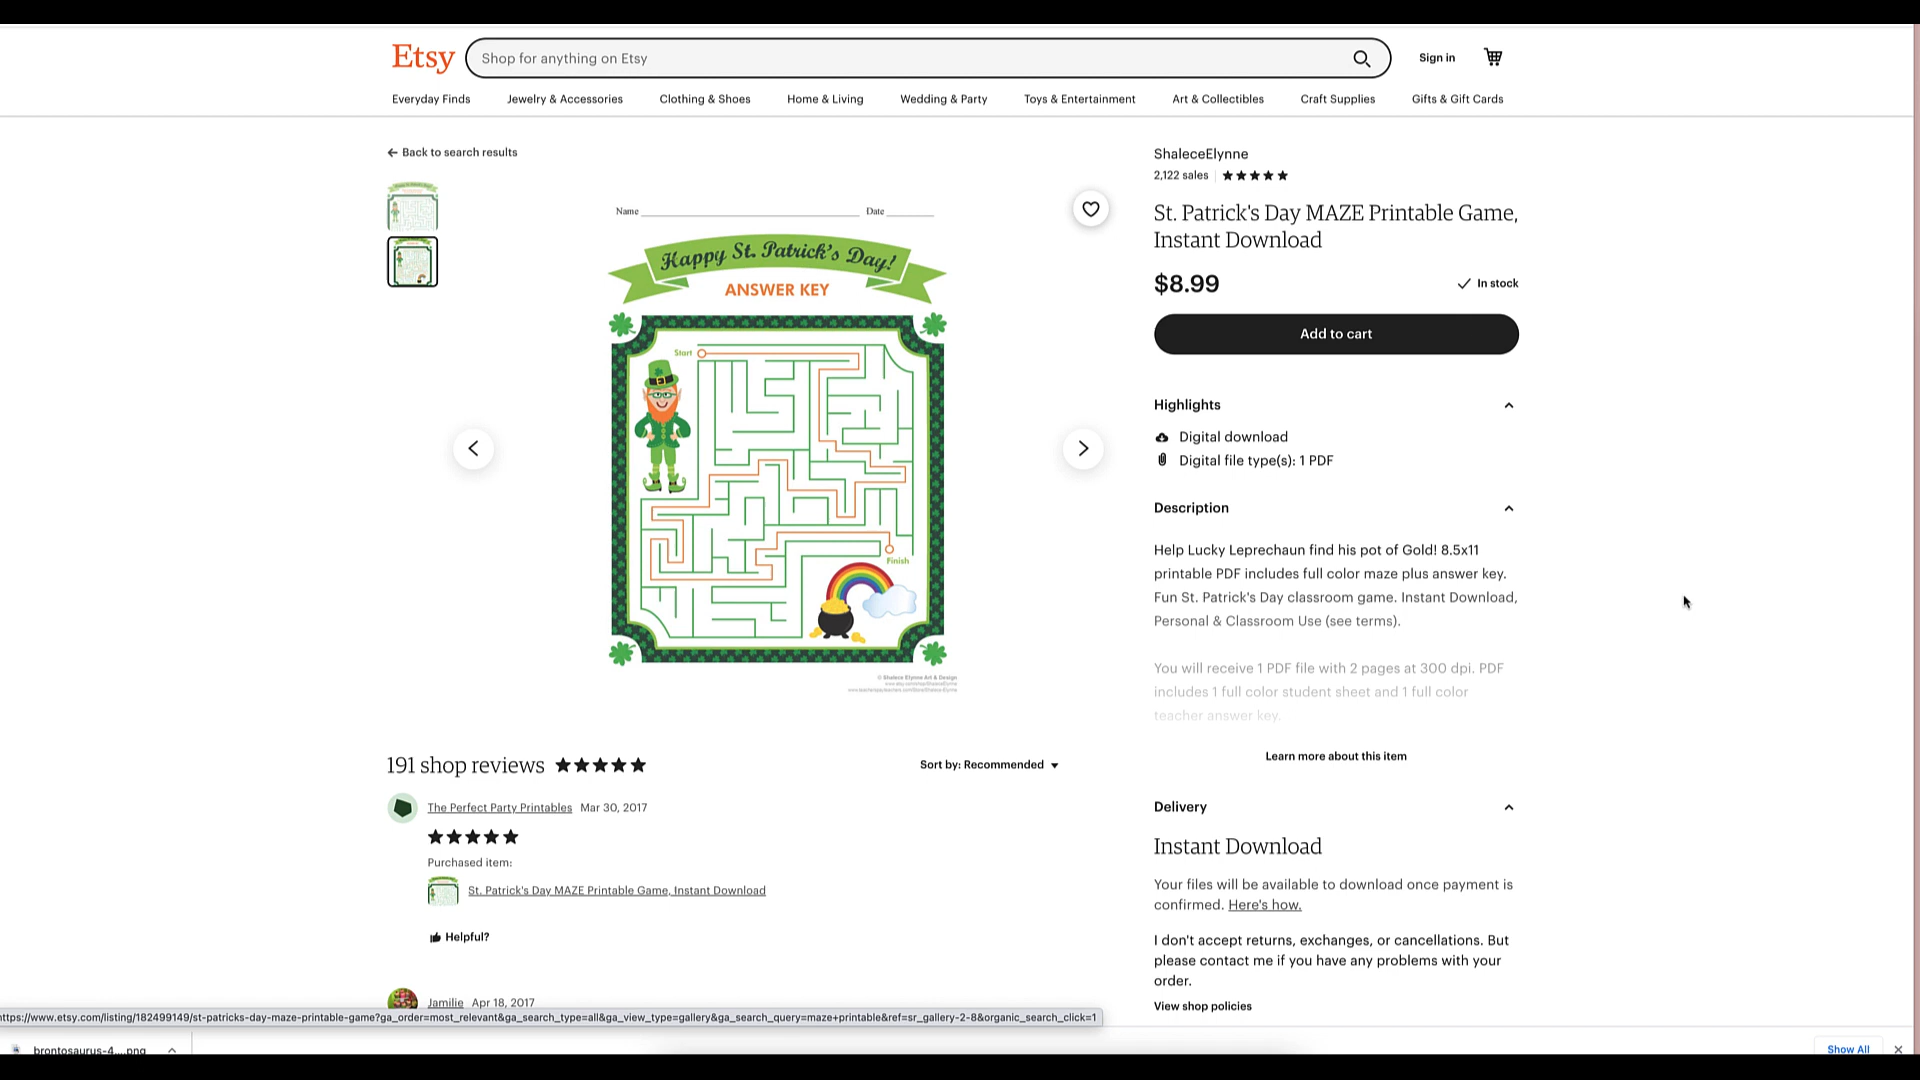 Etsy
Shop for anything on Etsy
Sign in
Everyday Finds
Jewelry & Accessories
Clothing & Shoes
Home & Living
Wedding & Party
Toys & Entertainment
Art & Collectibles
Craft Supplies
Gifts & Gift Cards
Back to search results
Name
Date
Happy St. Patrick's Day!
ANSWER KEY
Start
Finish
© Shalece Elynne Art & Design
ShaleceElynne
2,122 sales
St. Patrick's Day MAZE Printable Game,
Instant Download
$8.99
In stock
Add to cart
Highlights
Digital download
Digital file type(s): 1 PDF
Description
Help Lucky Leprechaun find his pot of Gold! 8.5x11
printable PDF includes full color maze plus answer key.
Fun St. Patrick's Day classroom game. Instant Download,
Personal & Classroom Use (see terms).
You will receive 1 PDF file with 2 pages at 300 dpi. PDF
includes 1 full color student sheet and 1 full color
teacher answer key.
Learn more about this item
Delivery
Instant Download
Your files will be available to download once payment is
confirmed. Here's how.
I don't accept returns, exchanges, or cancellations. But
please contact me if you have any problems with your
order.
View shop policies
191 shop reviews
Sort by: Recommended
The Perfect Party Printables Mar 30, 2017
Purchased item:
St. Patrick's Day MAZE Printable Game, Instant Download
Helpful?
Jamilie Apr 18, 2017
ttps://www.etsy.com/listing/182499149/st-patricks-day-maze-printable-game?ga_order=most_relevant&ga_search_type=all&ga_view_type=gallery&ga_search_query=maze+printable&ref=sr_gallery-2-8&organic_search_click=1
brontosaurus-4....png
Show All